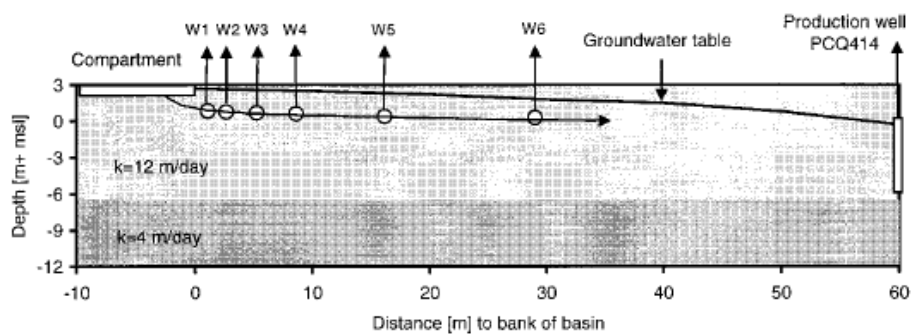 Production well
PCQ414
W1 W2 W3 W4 W5 W6
Groundwater table
Compartment
3
0
-3
-6
-9
-12
Depth [m+ msl]
k=12 m/day
k=4 m/day
-10 0 10 20 30 40 50 60
Distance [m] to bank of basin